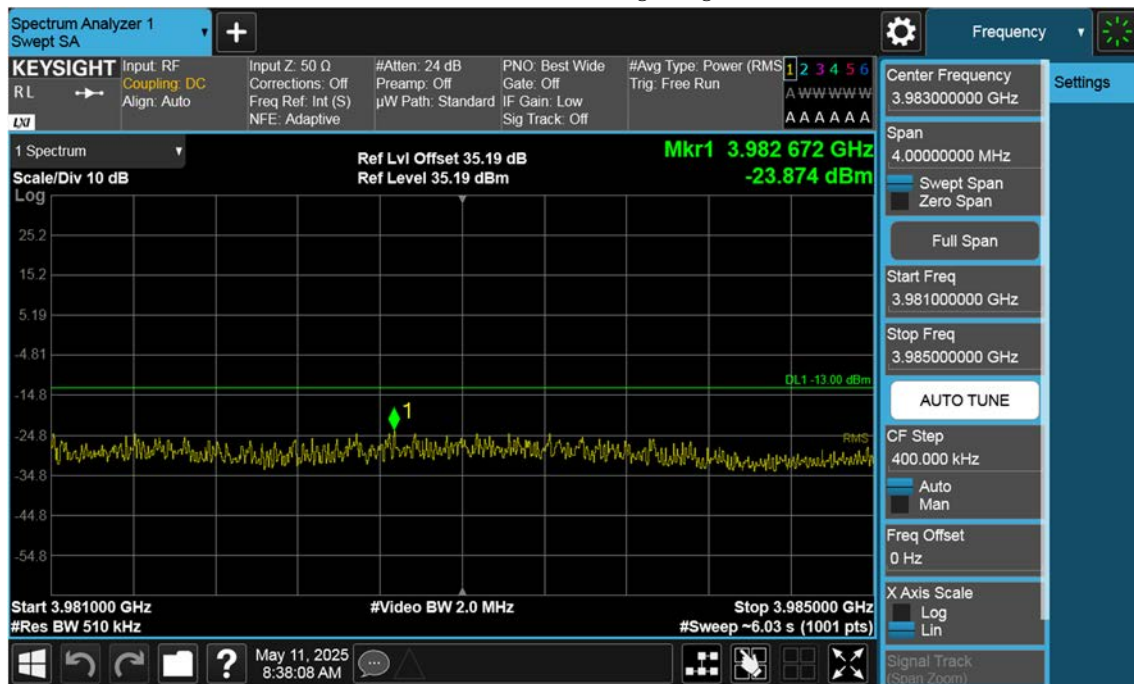 Spectrum Analyzer 1
Swept SA
+
Frequency
KEYSIGHT
RL
LXI
Input: RF
Coupling: DC
Align: Auto
Input Z: 50 Ω
Corrections: Off
Freq Ref: Int (S)
NFE: Adaptive
#Atten: 24 dB
Preamp: Off
µW Path: Standard
PNO: Best Wide
Gate: Off
IF Gain: Low
Sig Track: Off
#Avg Type: Power (RMS
Trig: Free Run
1 2 3 4 5 6
A W W W W W
A A A A A A
1 Spectrum
Scale/Div 10 dB
Ref Lvl Offset 35.19 dB
Ref Level 35.19 dBm
Mkr1 3.982 672 GHz
-23.874 dBm
Log
25.2
15.2
5.19
-4.81
-14.8
-24.8
-34.8
-44.8
-54.8
DL1 -13.00 dBm
1
RMS
Start 3.981000 GHz
#Res BW 510 kHz
#Video BW 2.0 MHz
Stop 3.985000 GHz
#Sweep ~6.03 s (1001 pts)
Center Frequency
3.983000000 GHz
Span
4.00000000 MHz
Swept Span
Zero Span
Full Span
Start Freq
3.981000000 GHz
Stop Freq
3.985000000 GHz
AUTO TUNE
CF Step
400.000 kHz
Auto
Man
Freq Offset
0 Hz
X Axis Scale
Log
Lin
Signal Track
(Span Zoom)
Settings
?
May 11, 2025
8:38:08 AM